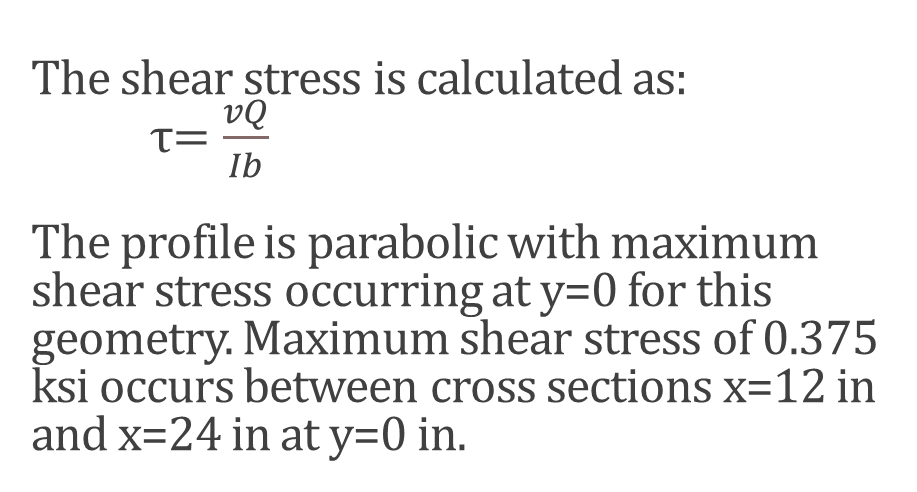 The shear stress is calculated as:
τ= vQ/Ib
The profile is parabolic with maximum
shear stress occurring at y=0 for this
geometry. Maximum shear stress of 0.375
ksi occurs between cross sections x=12 in
and x=24 in at y=0 in.